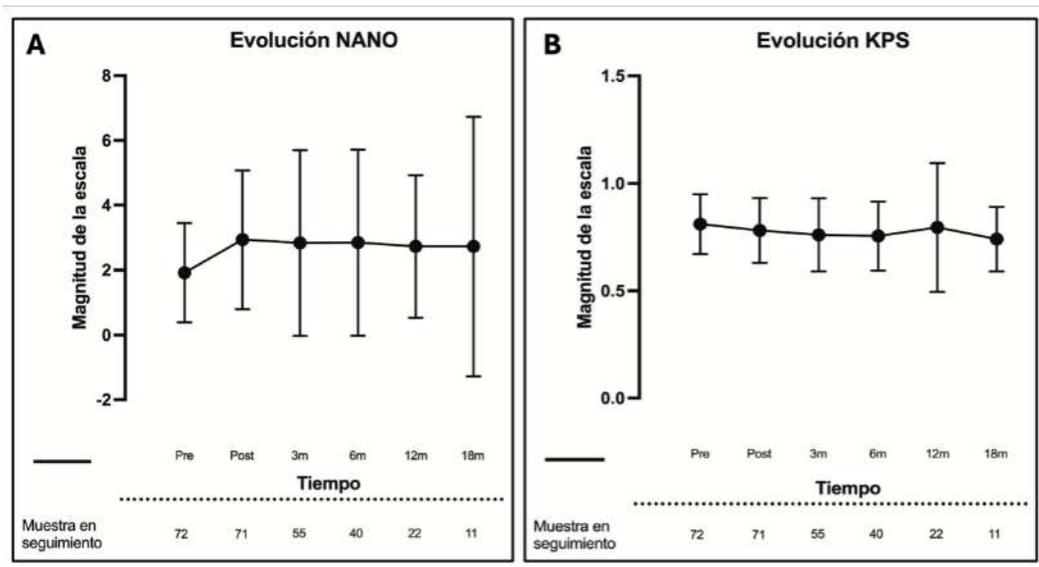 A
Evolución NANO
Magnitud de la escala
8
6
4
2
0
-2
Pre Post 3m 6m 12m 18m
Tiempo
Muestra en
seguimiento
72 71 55 40 22 11
B
Evolución KPS
Magnitud de la escala
1.5
1.0
0.5
0.0
Pre Post 3m 6m 12m 18m
Tiempo
Muestra en
seguimiento
72 71 55 40 22 11